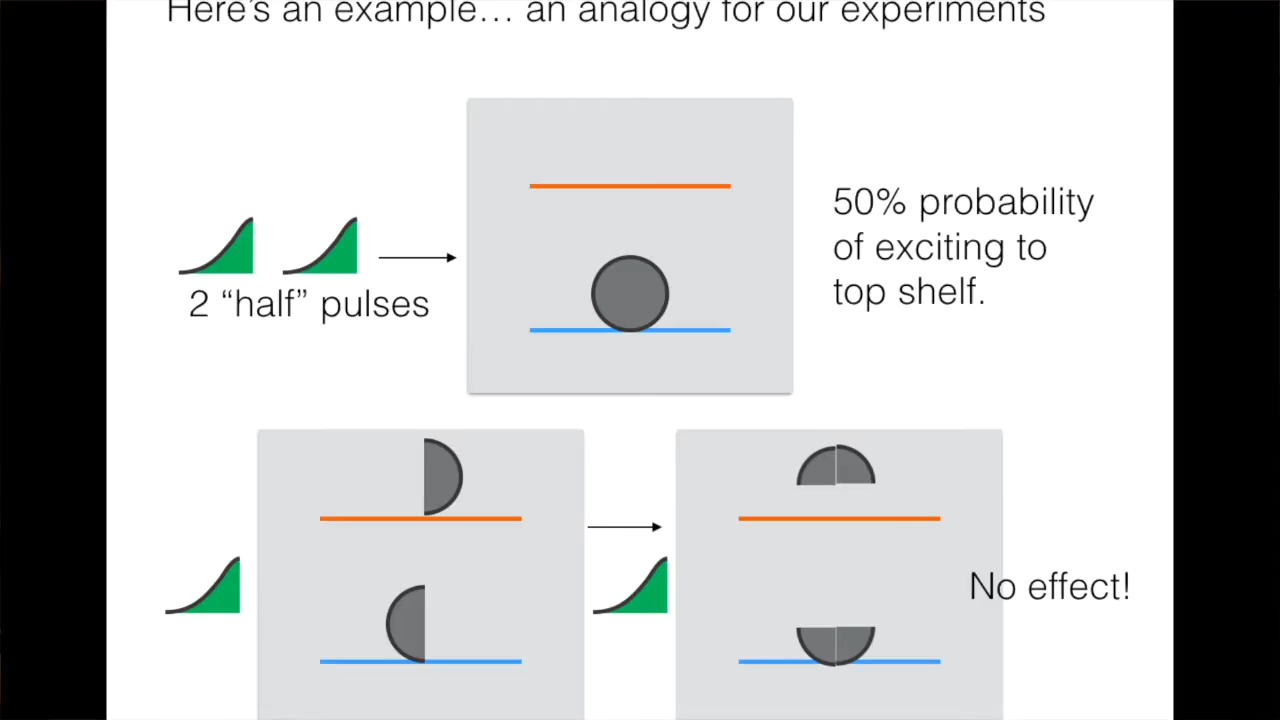 Here's an example... an analogy for our experiments
50% probability
of exciting to
top shelf.
2 “half” pulses
No effect!